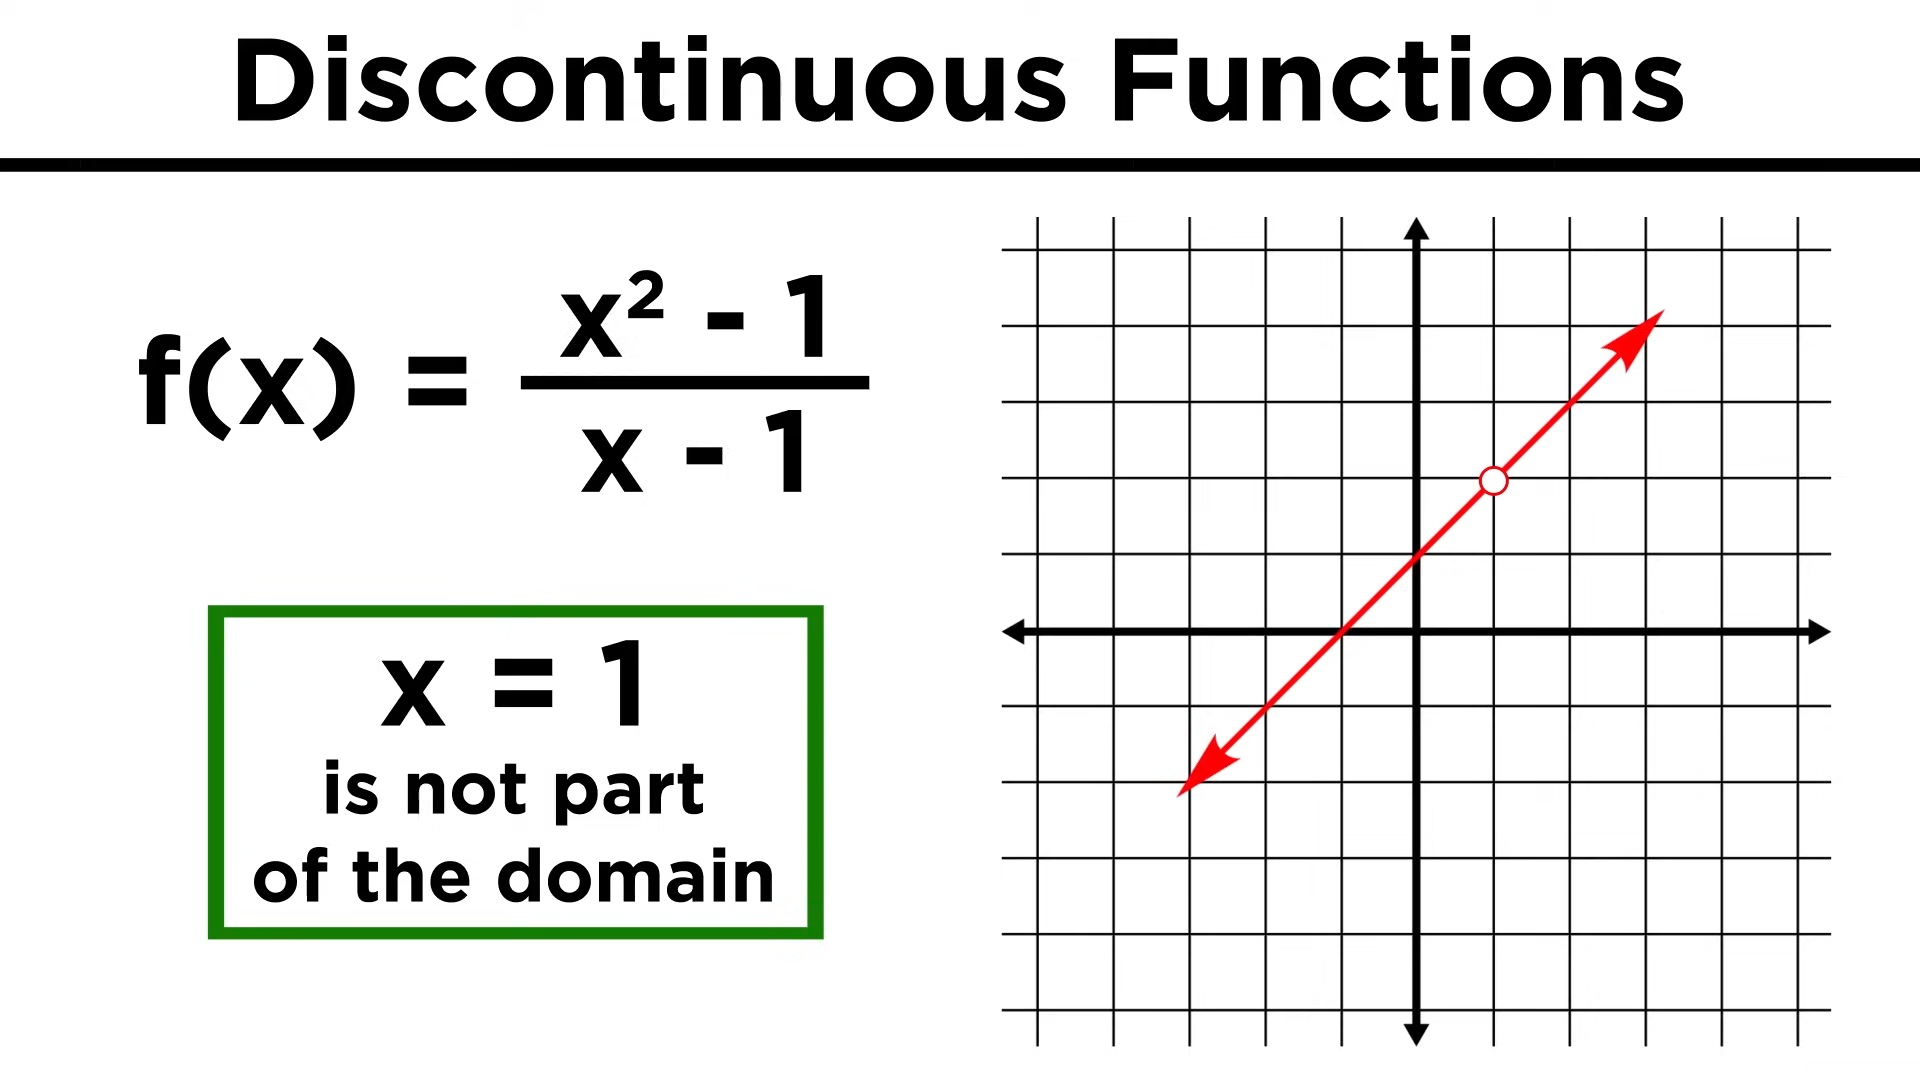 Discontinuous Functions
f(x) = x² - 1
x - 1
x = 1
is not part
of the domain